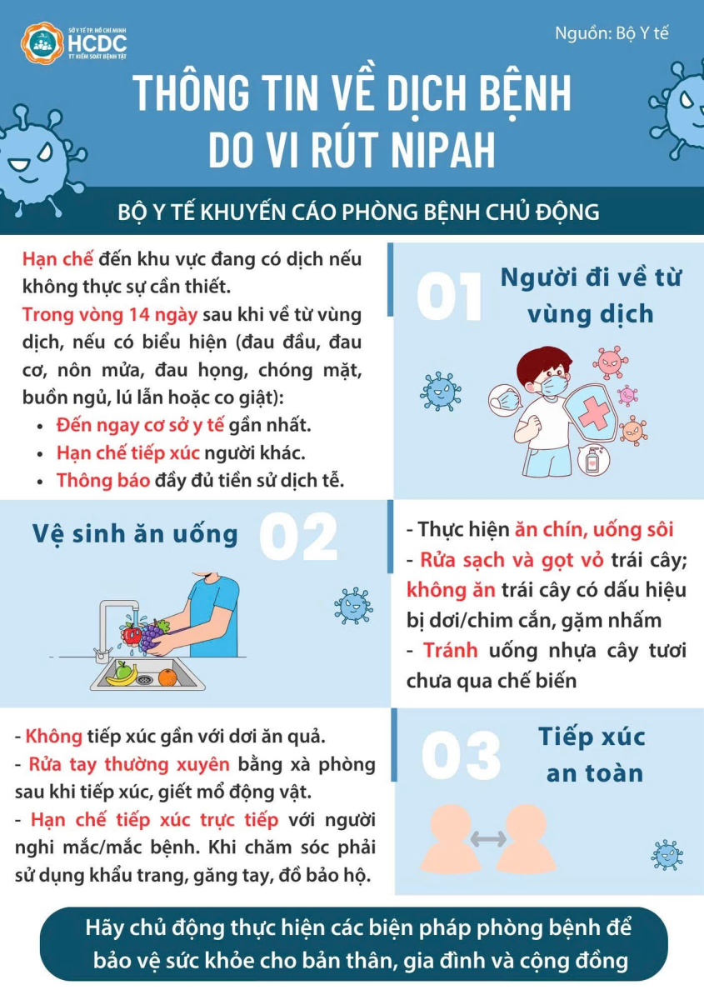 SỞ Y TẾ TP. HỒ CHÍ MINH
HCDC
TT KIỂM SOÁT BỆNH TẬT
Nguồn: Bộ Y tế
THÔNG TIN VỀ DỊCH BỆNH
DO VI RÚT NIPAH
BỘ Y TẾ KHUYẾN CÁO PHÒNG BỆNH CHỦ ĐỘNG
Hạn chế đến khu vực đang có dịch nếu
không thực sự cần thiết.
Trong vòng 14 ngày sau khi về từ vùng
dịch, nếu có biểu hiện (đau đầu, đau
cơ, nôn mửa, đau họng, chóng mặt,
buồn ngủ, lú lẫn hoặc co giật):
• Đến ngay cơ sở y tế gần nhất.
• Hạn chế tiếp xúc người khác.
• Thông báo đầy đủ tiền sử dịch tễ.
01
Người đi về từ
vùng dịch
Vệ sinh ăn uống
02
- Thực hiện ăn chín, uống sôi
- Rửa sạch và gọt vỏ trái cây;
không ăn trái cây có dấu hiệu
bị dơi/chim cắn, gặm nhấm
- Tránh uống nhựa cây tươi
chưa qua chế biến
- Không tiếp xúc gần với dơi ăn quả.
- Rửa tay thường xuyên bằng xà phòng
sau khi tiếp xúc, giết mổ động vật.
- Hạn chế tiếp xúc trực tiếp với người
nghi mắc/mắc bệnh. Khi chăm sóc phải
sử dụng khẩu trang, găng tay, đồ bảo hộ.
03
Tiếp xúc
an toàn
Hãy chủ động thực hiện các biện pháp phòng bệnh để
bảo vệ sức khỏe cho bản thân, gia đình và cộng đồng